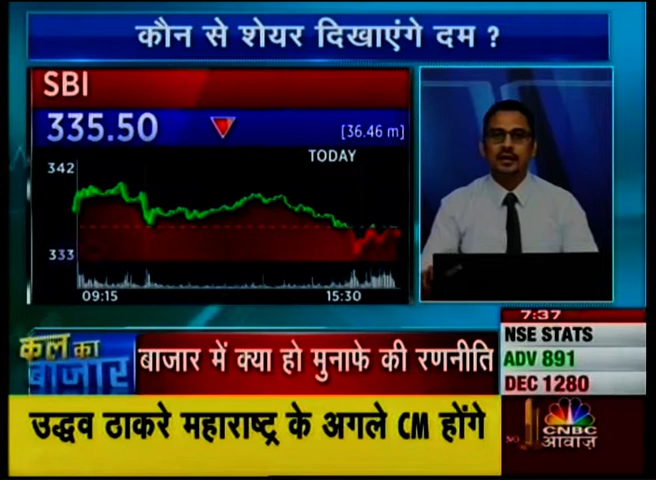 कौन से शेयर दिखाएंगे दम ?
SBI
335.50
[36.46 m]
TODAY
342
333
09:15
15:30
7:37
NSE STATS
ADV 891
DEC 1280
कल का
बाज़ार
बाजार में क्या हो मुनाफे की रणनीति
उद्धव ठाकरे महाराष्ट्र के अगले CM होंगे
CNBC
आवाज़